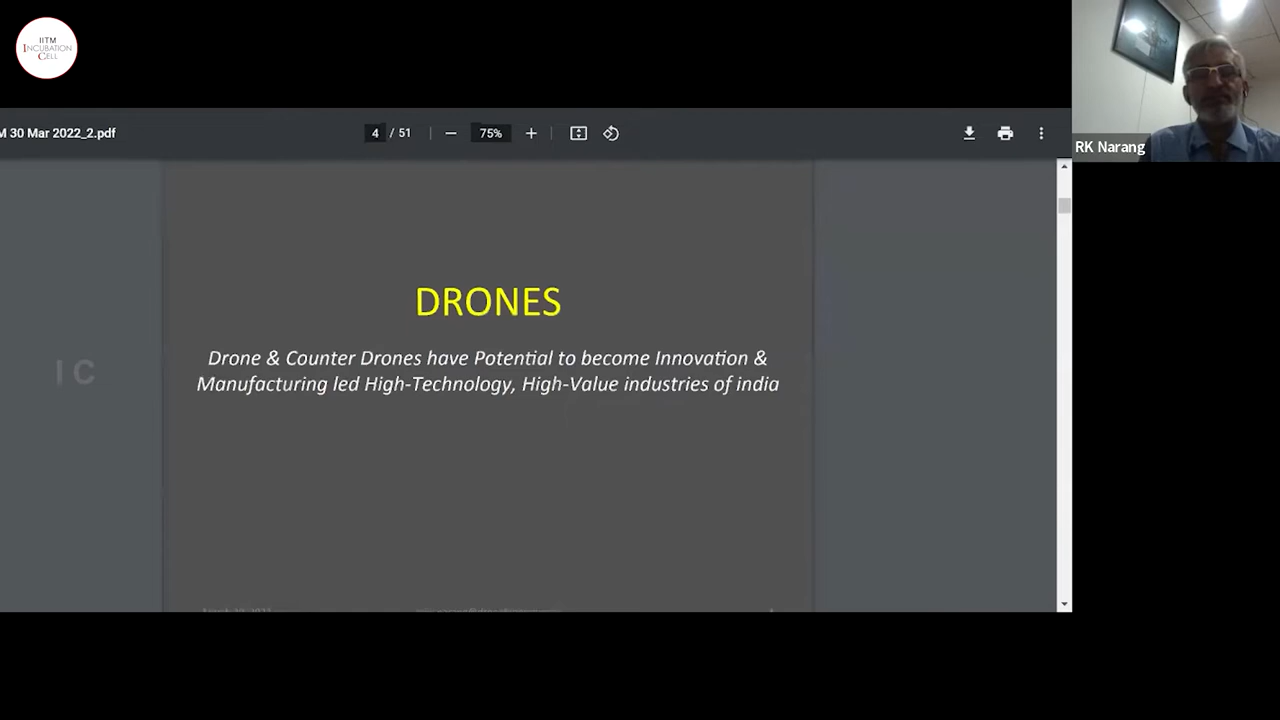 IITM
INCUBATION
CELL
M 30 Mar 2022_2.pdf
4 / 51
75%
RK Narang
DRONES
Drone & Counter Drones have Potential to become Innovation &
Manufacturing led High-Technology, High-Value industries of india
I C